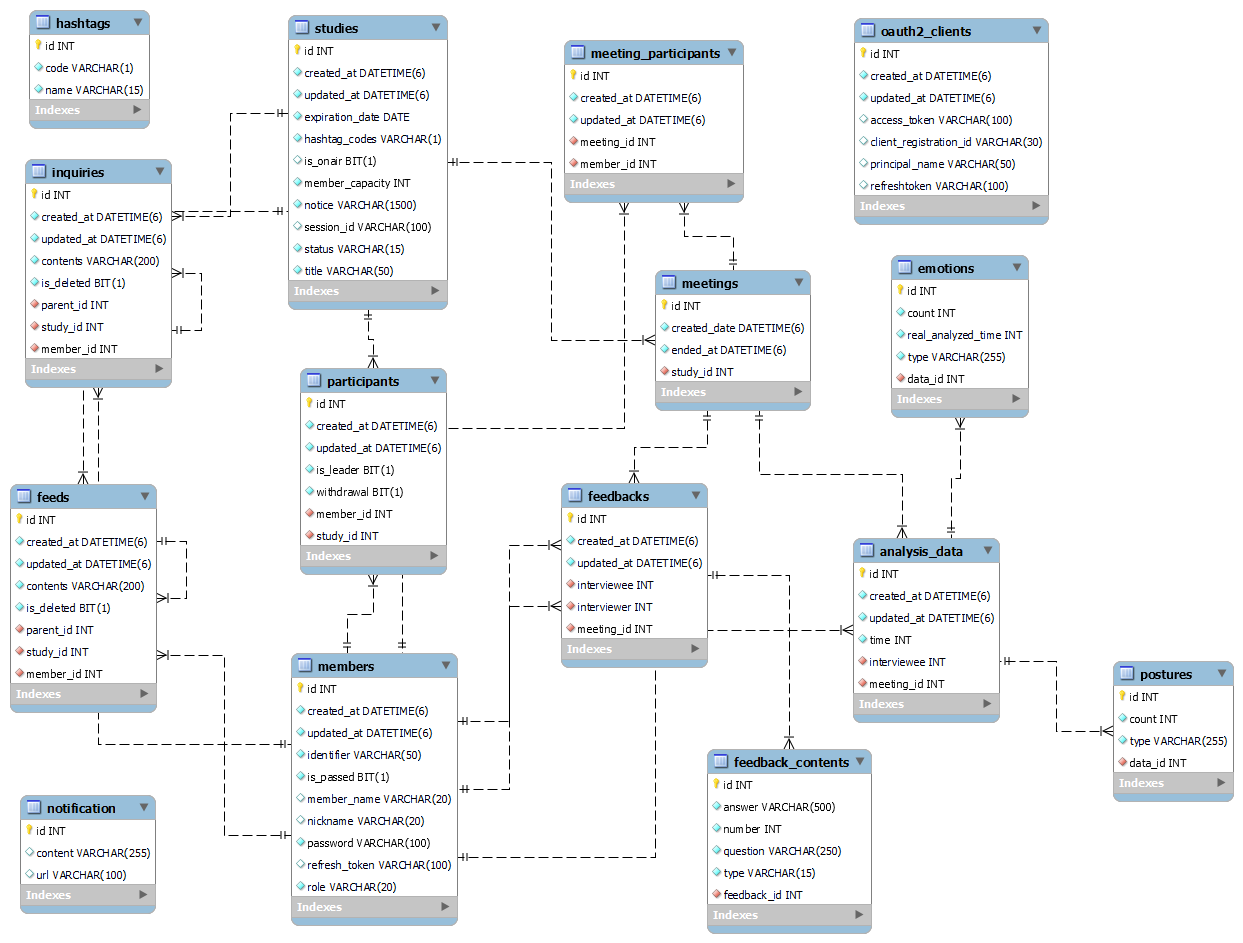 hashtags
id INT
code VARCHAR(1)
name VARCHAR(15)
Indexes
studies
id INT
created_at DATETIME(6)
updated_at DATETIME(6)
expiration_date DATE
hashtag_codes VARCHAR(1)
is_onair BIT(1)
member_capacity INT
notice VARCHAR(1500)
session_id VARCHAR(100)
status VARCHAR(15)
title VARCHAR(50)
Indexes
meeting_participants
id INT
created_at DATETIME(6)
updated_at DATETIME(6)
meeting_id INT
member_id INT
Indexes
oauth2_clients
id INT
created_at DATETIME(6)
updated_at DATETIME(6)
access_token VARCHAR(100)
client_registration_id VARCHAR(30)
principal_name VARCHAR(50)
refreshtoken VARCHAR(100)
Indexes
inquiries
id INT
created_at DATETIME(6)
updated_at DATETIME(6)
contents VARCHAR(200)
is_deleted BIT(1)
parent_id INT
study_id INT
member_id INT
Indexes
meetings
id INT
created_date DATETIME(6)
ended_at DATETIME(6)
study_id INT
Indexes
emotions
id INT
count INT
real_analyzed_time INT
type VARCHAR(255)
data_id INT
Indexes
participants
id INT
created_at DATETIME(6)
updated_at DATETIME(6)
is_leader BIT(1)
withdrawal BIT(1)
member_id INT
study_id INT
Indexes
feeds
id INT
created_at DATETIME(6)
updated_at DATETIME(6)
contents VARCHAR(200)
is_deleted BIT(1)
parent_id INT
study_id INT
member_id INT
Indexes
feedbacks
id INT
created_at DATETIME(6)
updated_at DATETIME(6)
interviewee INT
interviewer INT
meeting_id INT
Indexes
analysis_data
id INT
created_at DATETIME(6)
updated_at DATETIME(6)
time INT
interviewee INT
meeting_id INT
Indexes
members
id INT
created_at DATETIME(6)
updated_at DATETIME(6)
identifier VARCHAR(50)
is_passed BIT(1)
member_name VARCHAR(20)
nickname VARCHAR(20)
password VARCHAR(100)
refresh_token VARCHAR(100)
role VARCHAR(20)
Indexes
postures
id INT
count INT
type VARCHAR(255)
data_id INT
Indexes
notification
id INT
content VARCHAR(255)
url VARCHAR(100)
Indexes
feedback_contents
id INT
answer VARCHAR(500)
number INT
question VARCHAR(250)
type VARCHAR(15)
feedback_id INT
Indexes